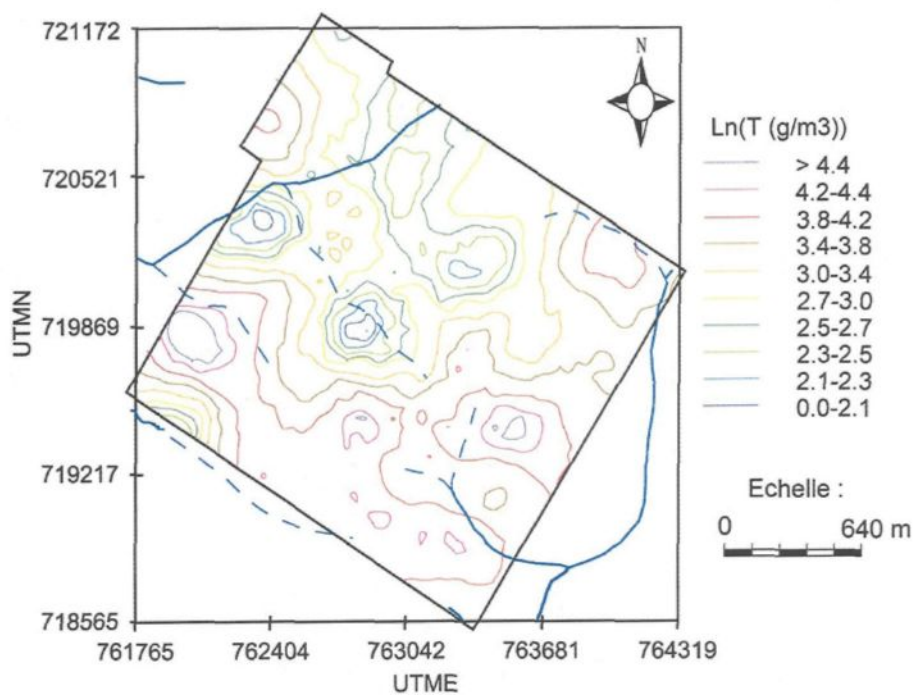 721172
720521
719869
719217
718565
UTMN
761765 762404 763042 763681 764319
UTME
N
Ln(T (g/m3))
> 4.4
4.2-4.4
3.8-4.2
3.4-3.8
3.0-3.4
2.7-3.0
2.5-2.7
2.3-2.5
2.1-2.3
0.0-2.1
Echelle :
0 640 m